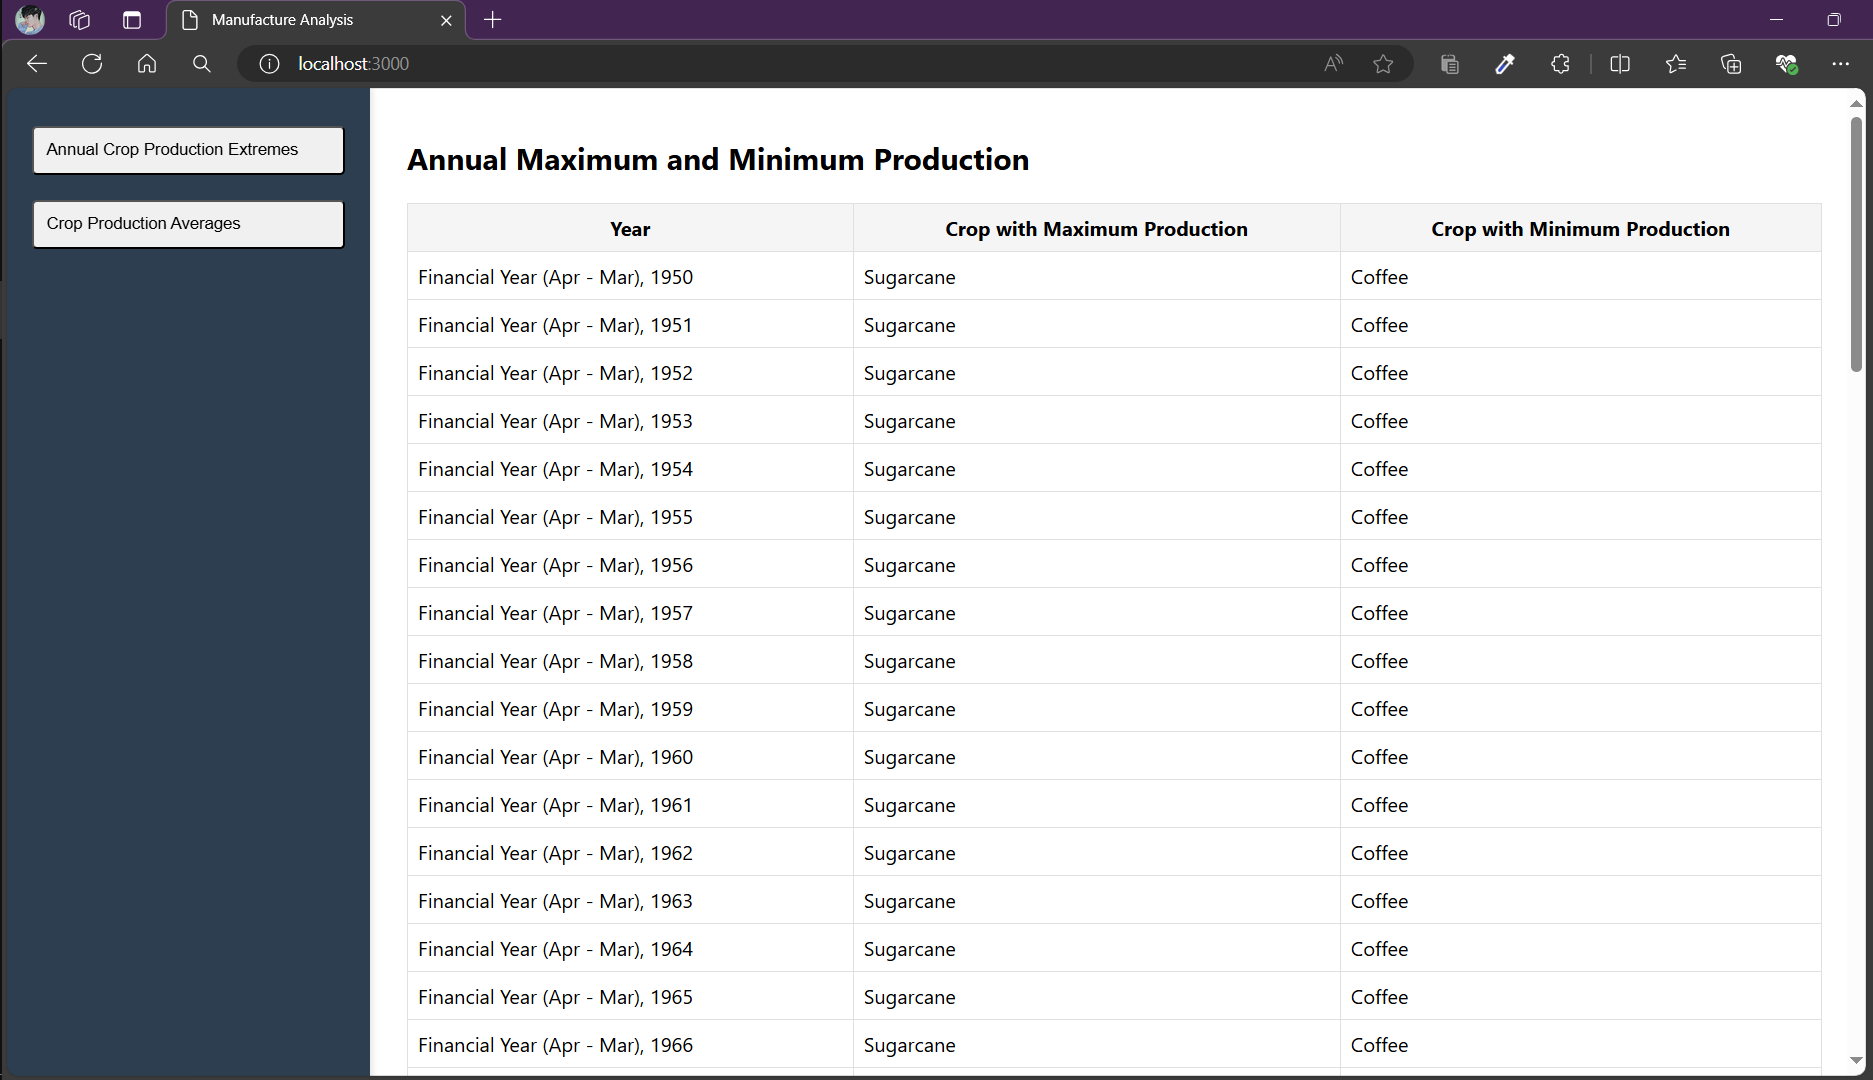 Manufacture Analysis
localhost:3000
Annual Crop Production Extremes
Crop Production Averages
Annual Maximum and Minimum Production
Year Crop with Maximum Production Crop with Minimum Production
Financial Year (Apr - Mar), 1950 Sugarcane Coffee
Financial Year (Apr - Mar), 1951 Sugarcane Coffee
Financial Year (Apr - Mar), 1952 Sugarcane Coffee
Financial Year (Apr - Mar), 1953 Sugarcane Coffee
Financial Year (Apr - Mar), 1954 Sugarcane Coffee
Financial Year (Apr - Mar), 1955 Sugarcane Coffee
Financial Year (Apr - Mar), 1956 Sugarcane Coffee
Financial Year (Apr - Mar), 1957 Sugarcane Coffee
Financial Year (Apr - Mar), 1958 Sugarcane Coffee
Financial Year (Apr - Mar), 1959 Sugarcane Coffee
Financial Year (Apr - Mar), 1960 Sugarcane Coffee
Financial Year (Apr - Mar), 1961 Sugarcane Coffee
Financial Year (Apr - Mar), 1962 Sugarcane Coffee
Financial Year (Apr - Mar), 1963 Sugarcane Coffee
Financial Year (Apr - Mar), 1964 Sugarcane Coffee
Financial Year (Apr - Mar), 1965 Sugarcane Coffee
Financial Year (Apr - Mar), 1966 Sugarcane Coffee